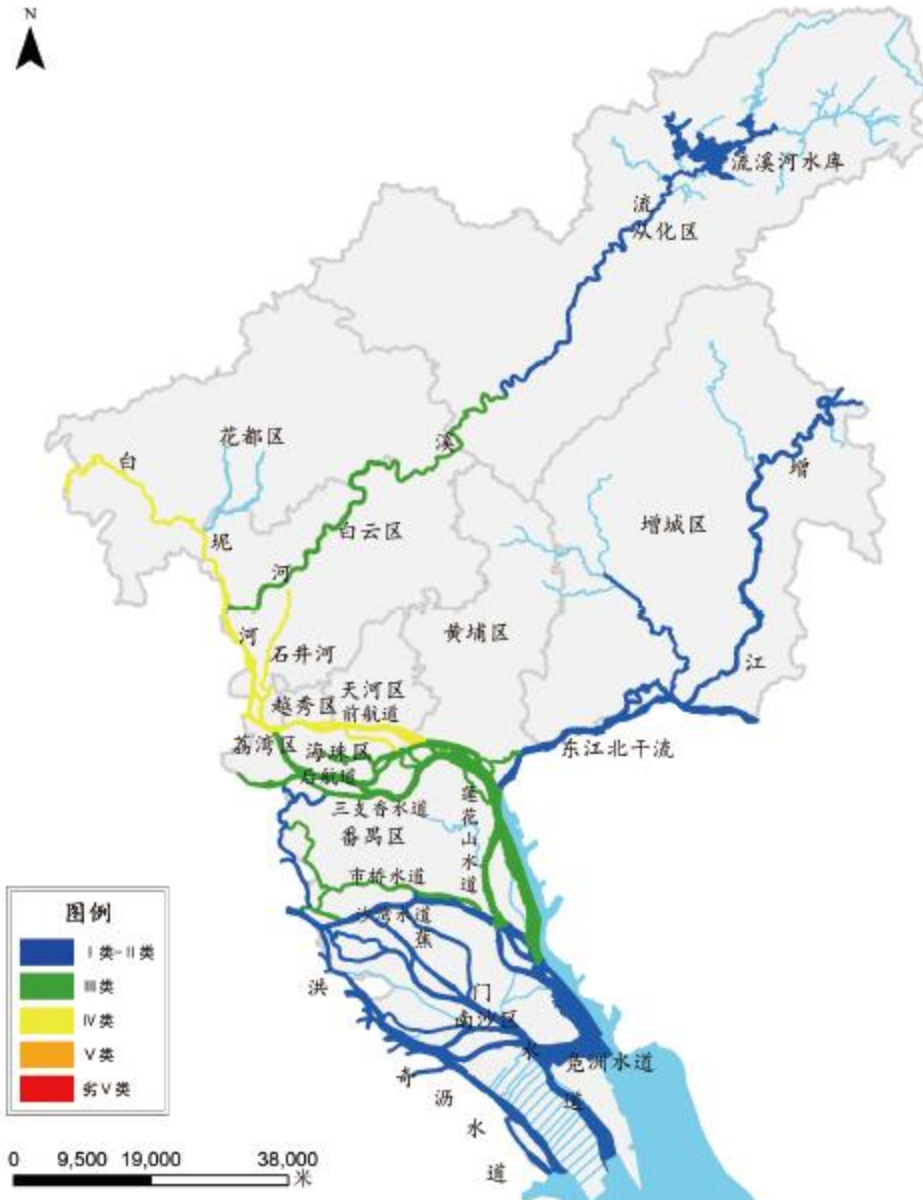 N
流溪河水库
流
从化区
溪
花都区
白
增
坭
白云区
增城区
河
河
石井河
黄埔区
江
天河区
越秀区
前航道
荔湾区
海珠区
东江北干流
后航道
莲花山水道
三支香水道
番禺区
市桥水道
沙湾水道
蕉
洪
门
南沙区
水
凫洲水道
道
奇
沥
水
道
图例
Ⅰ类-Ⅱ类
Ⅲ类
Ⅳ类
Ⅴ类
劣Ⅴ类
0 9,500 19,000 38,000
米